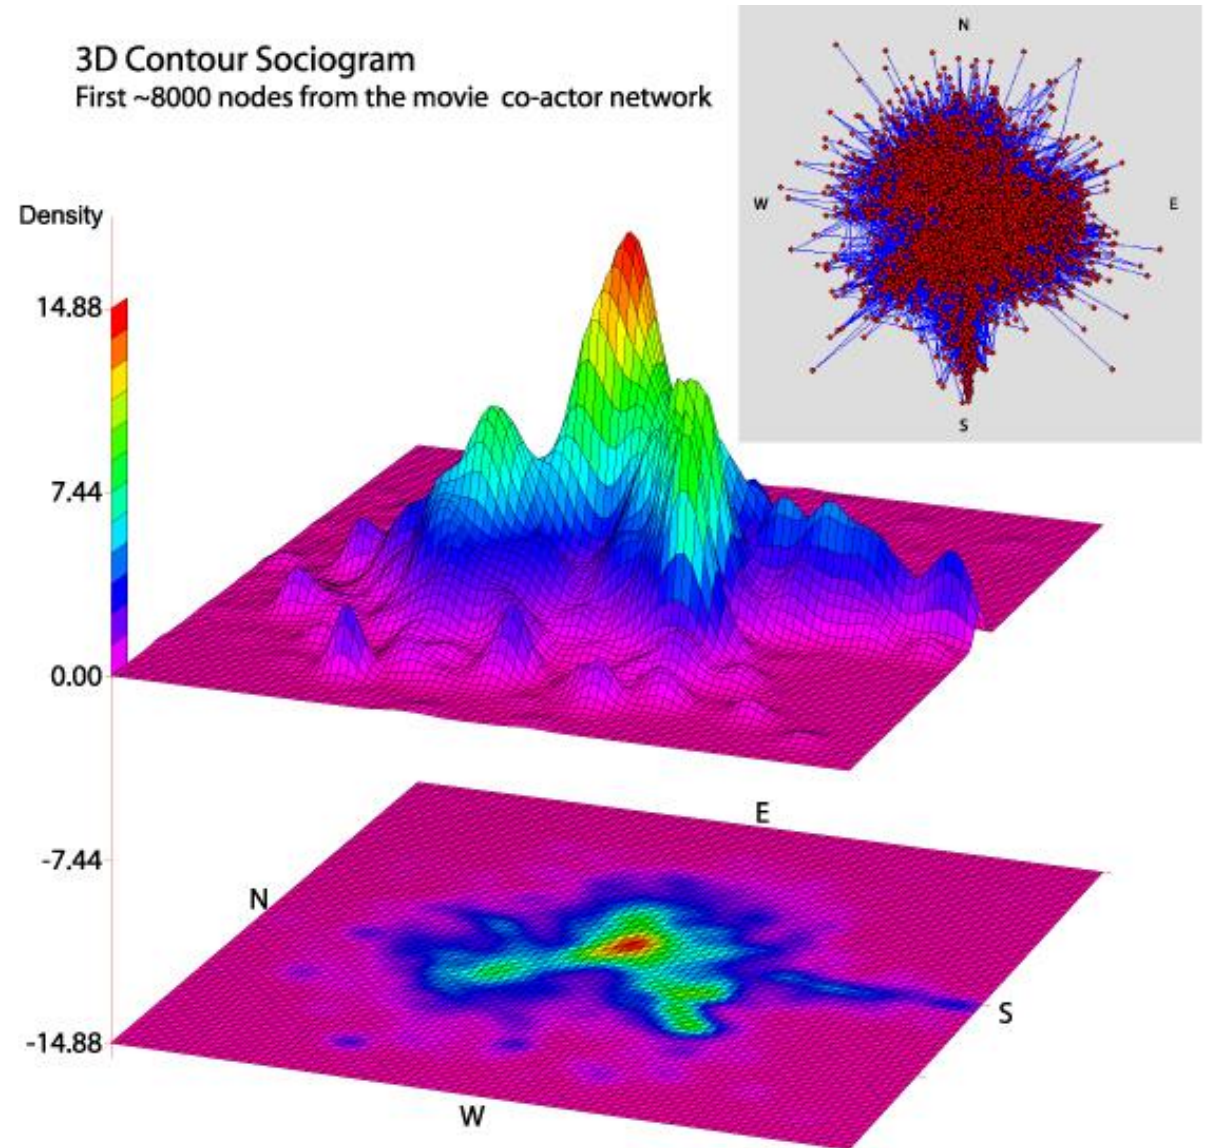 3D Contour Sociogram
First ~8000 nodes from the movie co-actor network
N
W
E
S
Density
14.88
7.44
0.00
-7.44
-14.88
E
N
S
W